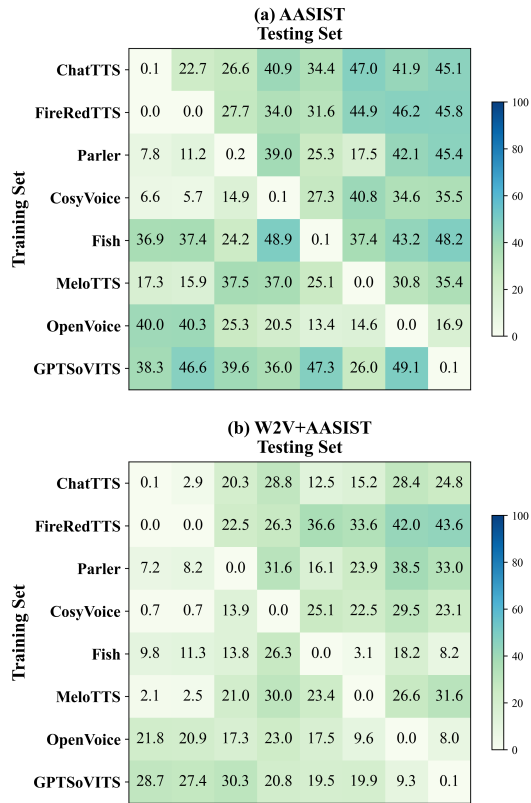 (a) AASIST
Testing Set
Training Set
ChatTTS 0.1 22.7 26.6 40.9 34.4 47.0 41.9 45.1
FireRedTTS 0.0 0.0 27.7 34.0 31.6 44.9 46.2 45.8
Parler 7.8 11.2 0.2 39.0 25.3 17.5 42.1 45.4
CosyVoice 6.6 5.7 14.9 0.1 27.3 40.8 34.6 35.5
Fish 36.9 37.4 24.2 48.9 0.1 37.4 43.2 48.2
MeloTTS 17.3 15.9 37.5 37.0 25.1 0.0 30.8 35.4
OpenVoice 40.0 40.3 25.3 20.5 13.4 14.6 0.0 16.9
GPTSoVITS 38.3 46.6 39.6 36.0 47.3 26.0 49.1 0.1
100
80
60
40
20
0
(b) W2V+AASIST
Testing Set
Training Set
ChatTTS 0.1 2.9 20.3 28.8 12.5 15.2 28.4 24.8
FireRedTTS 0.0 0.0 22.5 26.3 36.6 33.6 42.0 43.6
Parler 7.2 8.2 0.0 31.6 16.1 23.9 38.5 33.0
CosyVoice 0.7 0.7 13.9 0.0 25.1 22.5 29.5 23.1
Fish 9.8 11.3 13.8 26.3 0.0 3.1 18.2 8.2
MeloTTS 2.1 2.5 21.0 30.0 23.4 0.0 26.6 31.6
OpenVoice 21.8 20.9 17.3 23.0 17.5 9.6 0.0 8.0
GPTSoVITS 28.7 27.4 30.3 20.8 19.5 19.9 9.3 0.1
100
80
60
40
20
0